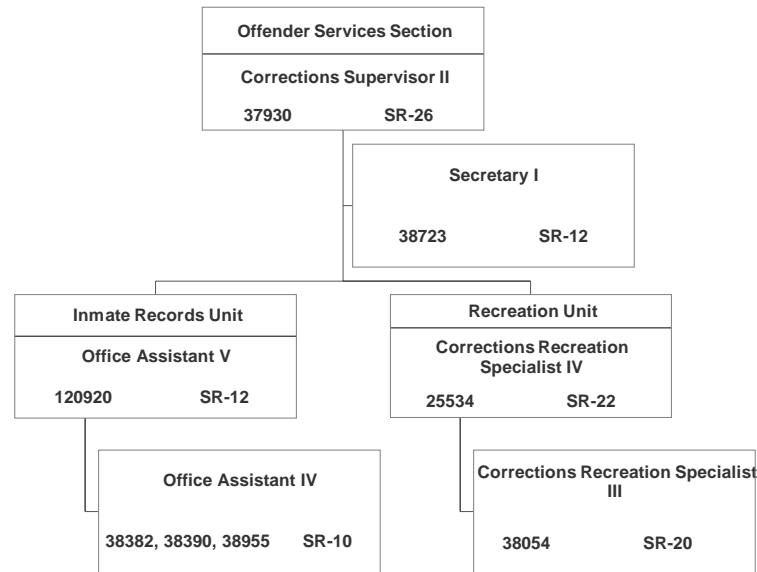 Offender Services Section
Corrections Supervisor II
37930 SR-26
Secretary I
38723 SR-12
Inmate Records Unit
Office Assistant V
120920 SR-12
Recreation Unit
Corrections Recreation
Specialist IV
25534 SR-22
Office Assistant IV
38382, 38390, 38955 SR-10
Corrections Recreation Specialist
III
38054 SR-20